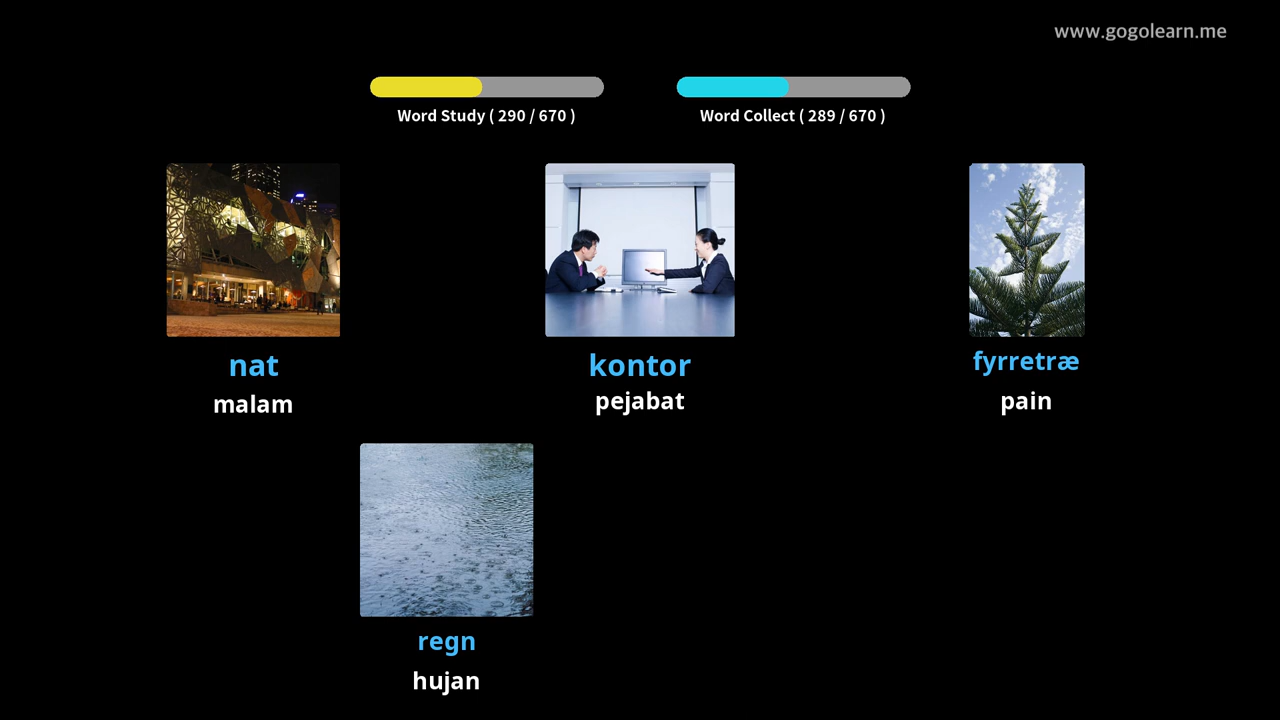 www.gogolearn.me
Word Study ( 290 / 670 )
Word Collect ( 289 / 670 )
nat
malam
kontor
pejabat
fyrretræ
pain
regn
hujan